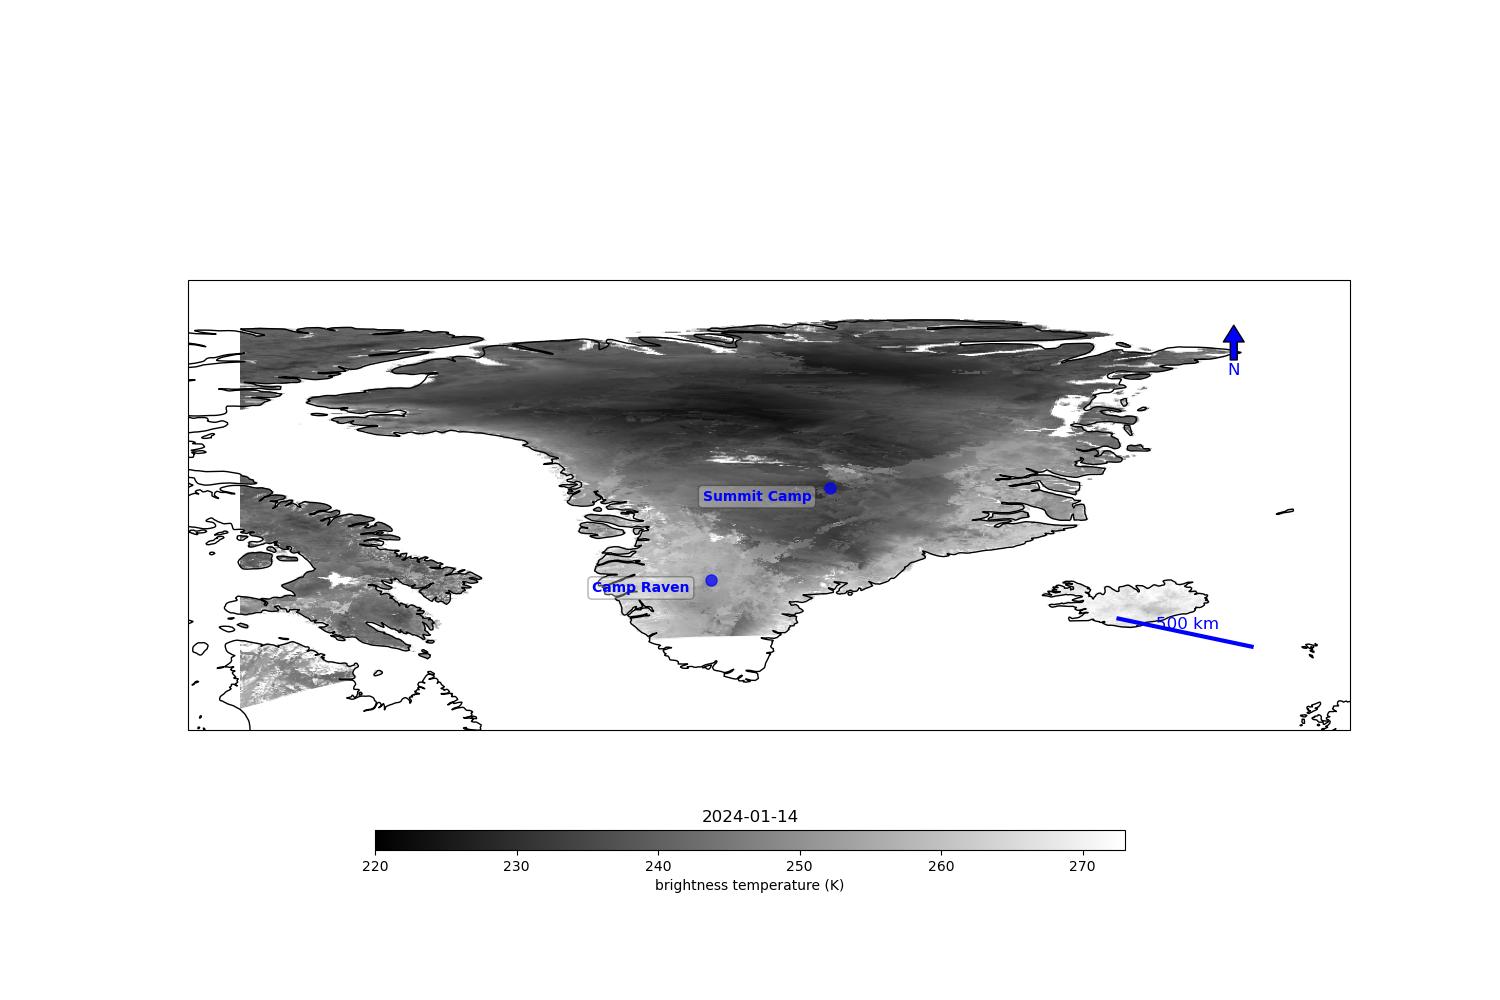 N
Summit Camp
Camp Raven
500 km
2024-01-14
220 230 240 250 260 270
brightness temperature (K)